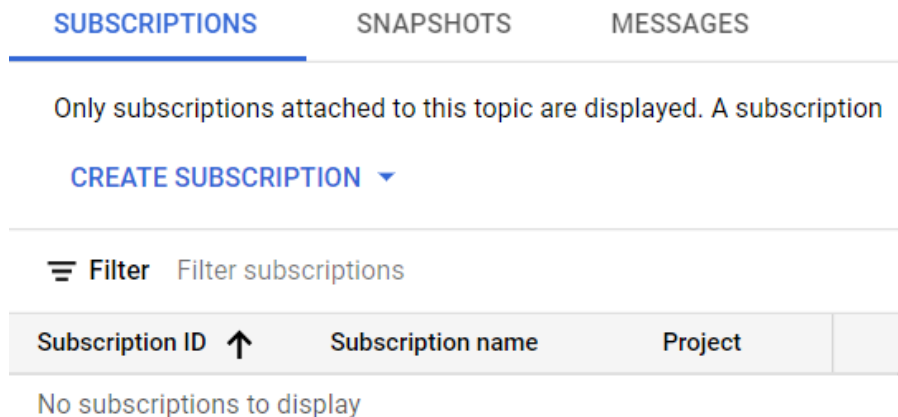 SUBSCRIPTIONS SNAPSHOTS MESSAGES
Only subscriptions attached to this topic are displayed. A subscription
CREATE SUBSCRIPTION
Filter Filter subscriptions
Subscription ID Subscription name Project
No subscriptions to display